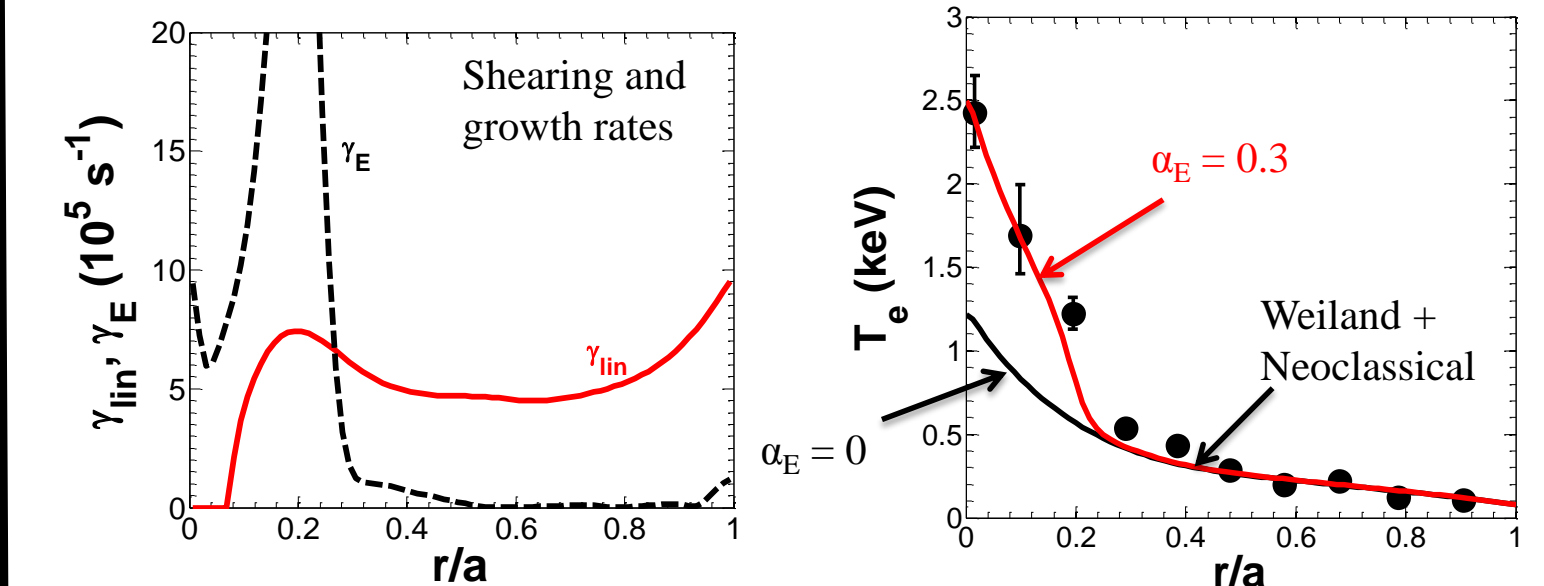 20
15
10
5
0
0
0.2
0.4
0.6
0.8
1
r/a
γlin, γE (10^5 s^-1)
Shearing and
growth rates
γE
γlin
3
2.5
2
1.5
1
0.5
0
0
0.2
0.4
0.6
0.8
1
r/a
Te (keV)
αE = 0.3
Weiland +
Neoclassical
αE = 0